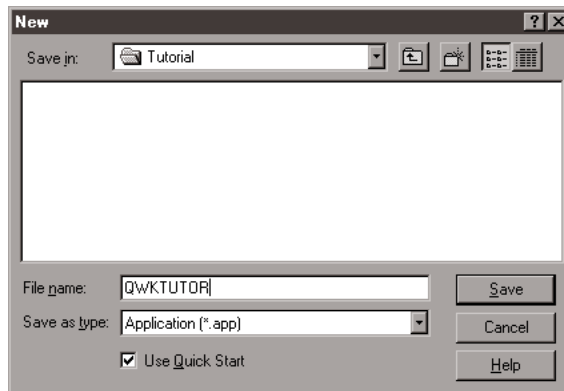 New
Save in: Tutorial
File name: QWKTUTOR
Save
Save as type: Application (*.app)
Cancel
Use Quick Start
Help